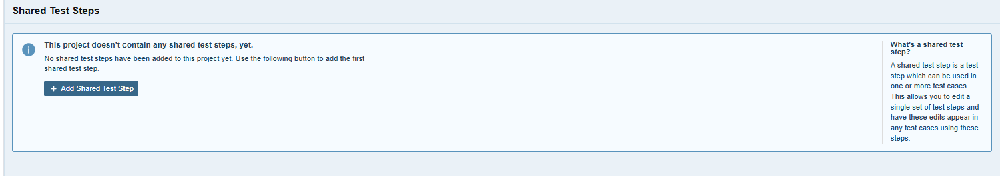 Shared Test Steps
This project doesn't contain any shared test steps, yet.
No shared test steps have been added to this project yet. Use the following button to add the first
shared test step.
+ Add Shared Test Step
What's a shared test
step?
A shared test step is a test
step which can be used in
one or more test cases.
This allows you to edit a
single set of test steps and
have these edits appear in
any test cases using these
steps.